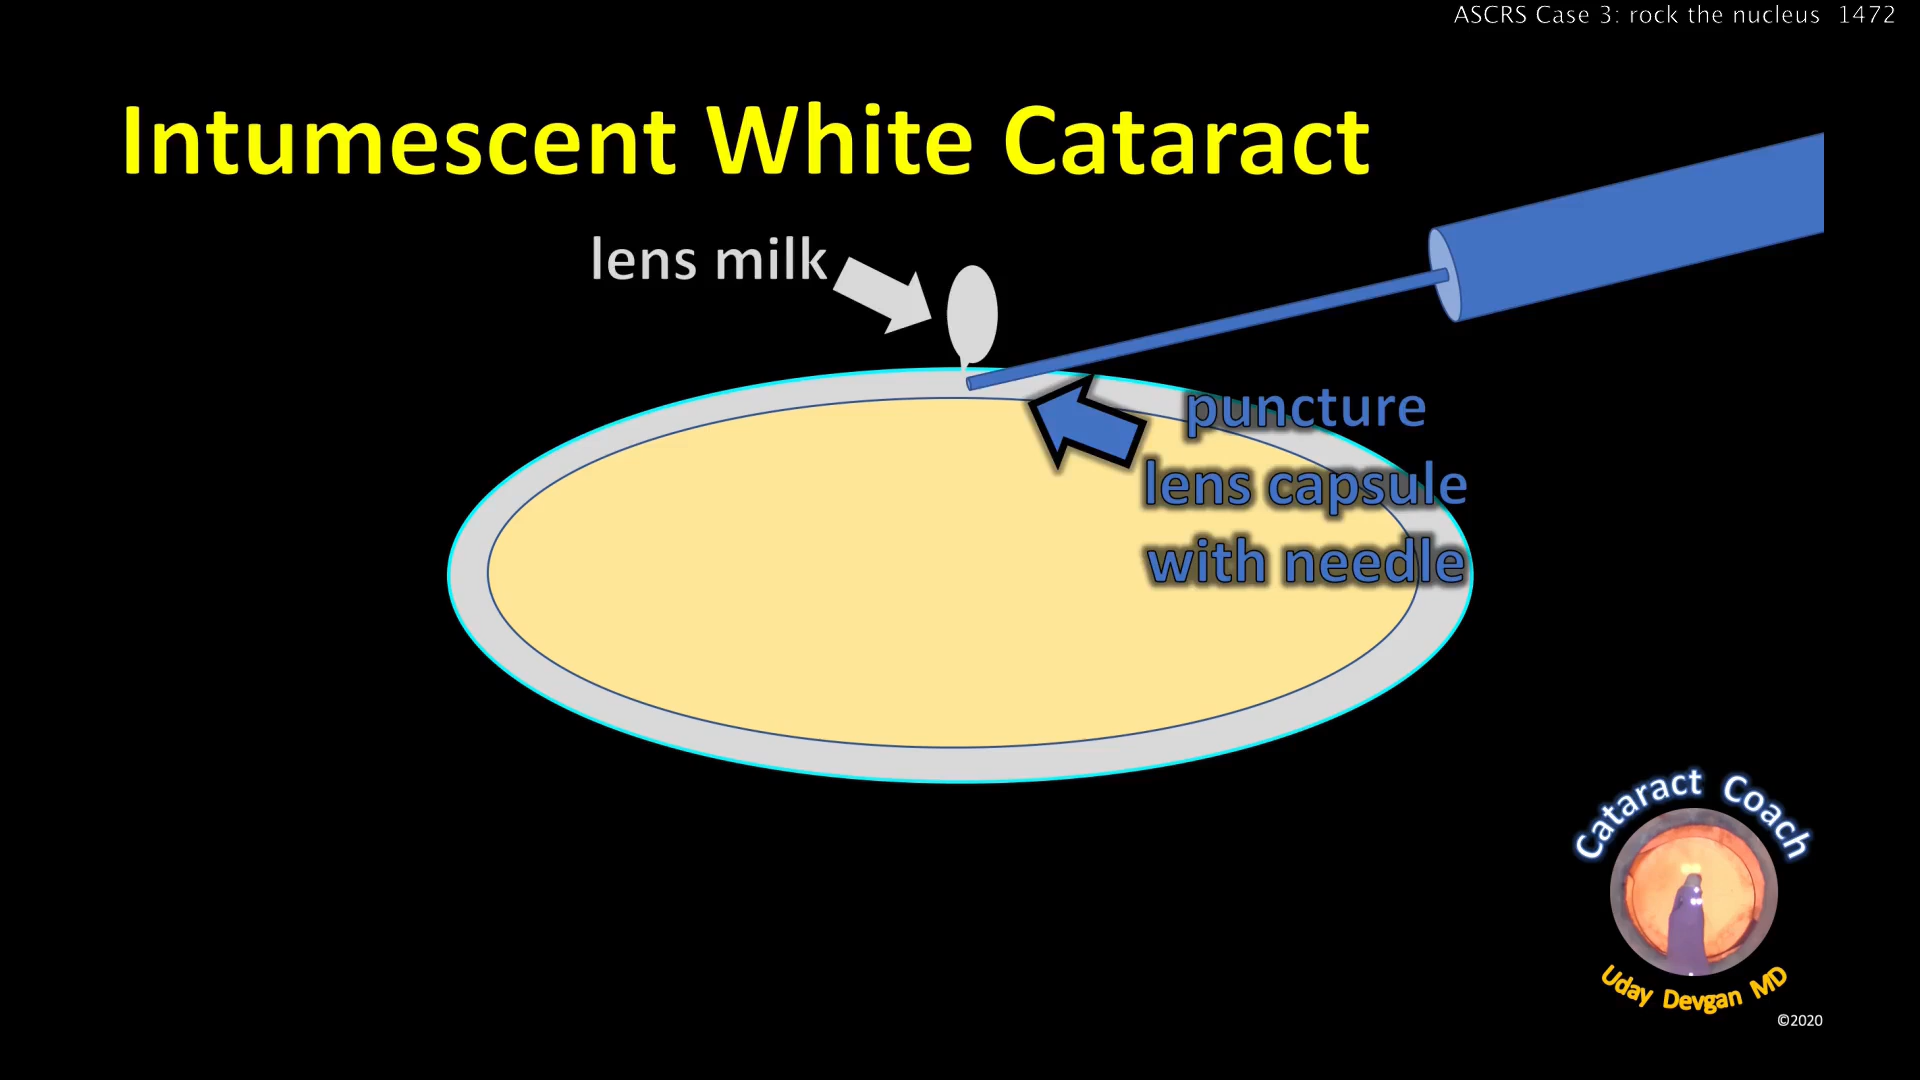 ASCRS Case 3: rock the nucleus 1472
Intumescent White Cataract
lens milk
puncture
lens capsule
with needle
Cataract Coach
Uday Devgan MD
©2020